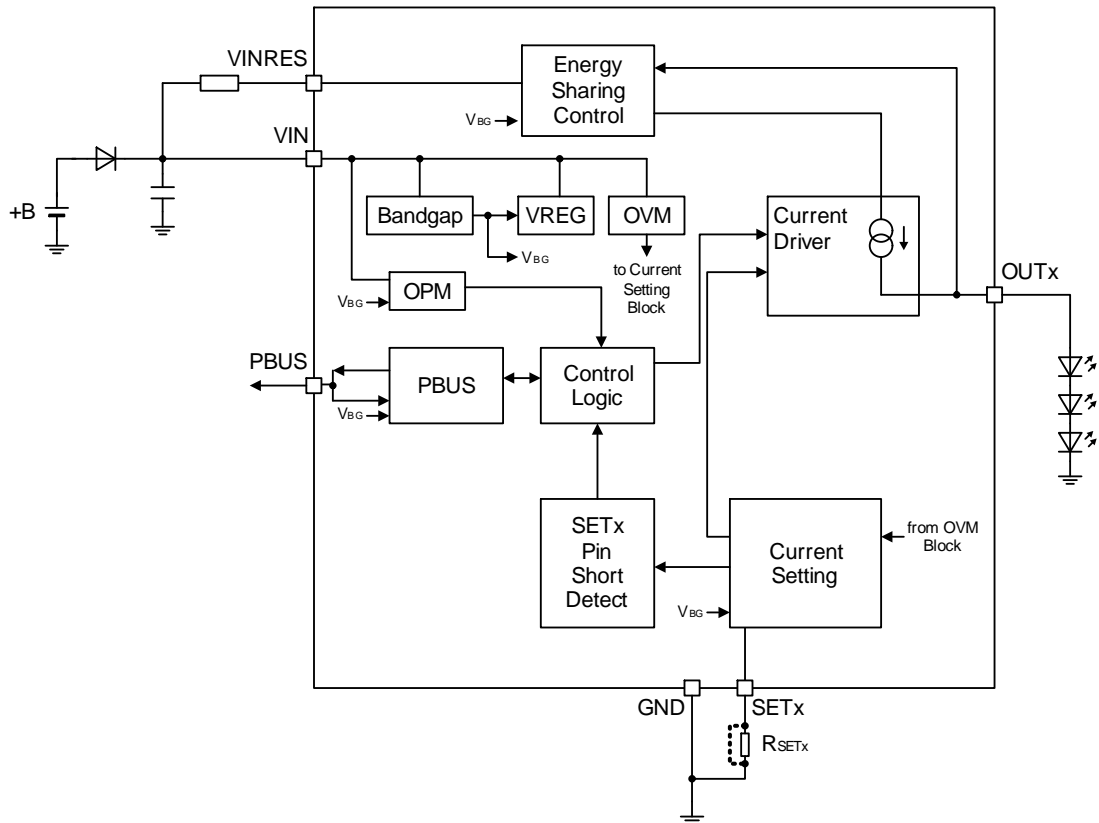 VINRES
Energy
Sharing
Control
VBG
VIN
+B
Bandgap
VREG
OVM
Current
Driver
VBG
to Current
Setting
Block
OUTx
OPM
VBG
PBUS
PBUS
VBG
Control
Logic
SETx
Pin
Short
Detect
Current
Setting
from OVM
Block
VBG
GND
SETx
RSETx